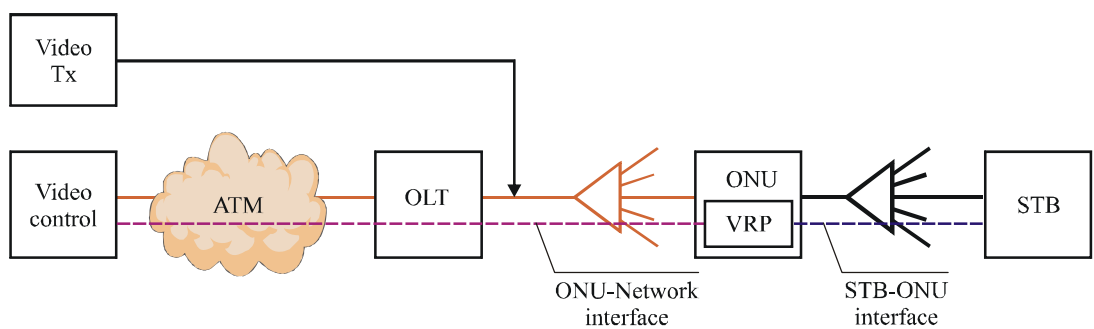 Video
Tx
Video
control
ATM
OLT
ONU
VRP
STB
ONU-Network
interface
STB-ONU
interface